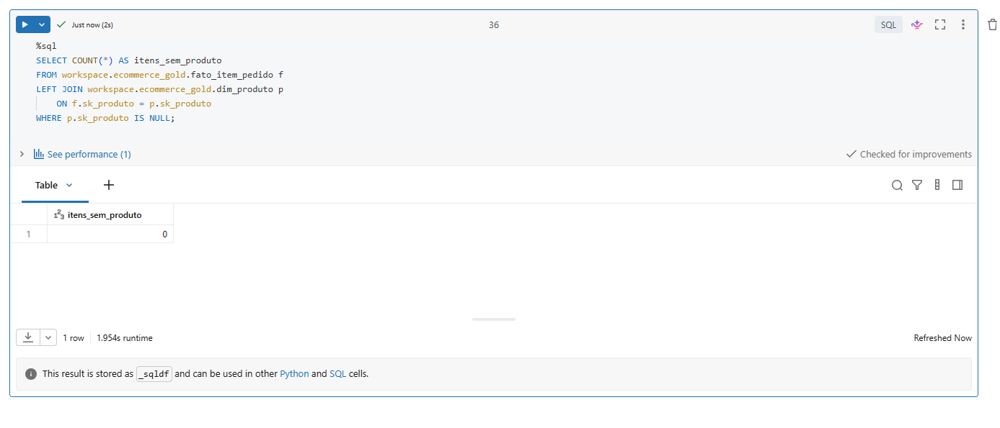 Just now (2s)
36
SQL
%sql
SELECT COUNT(*) AS itens_sem_produto
FROM workspace.ecommerce_gold.fato_item_pedido f
LEFT JOIN workspace.ecommerce_gold.dim_produto p
ON f.sk_produto = p.sk_produto
WHERE p.sk_produto IS NULL;
See performance (1)
Checked for improvements
Table
123 itens_sem_produto
1 0
1 row
1.954s runtime
Refreshed Now
This result is stored as _sqldf and can be used in other Python and SQL cells.